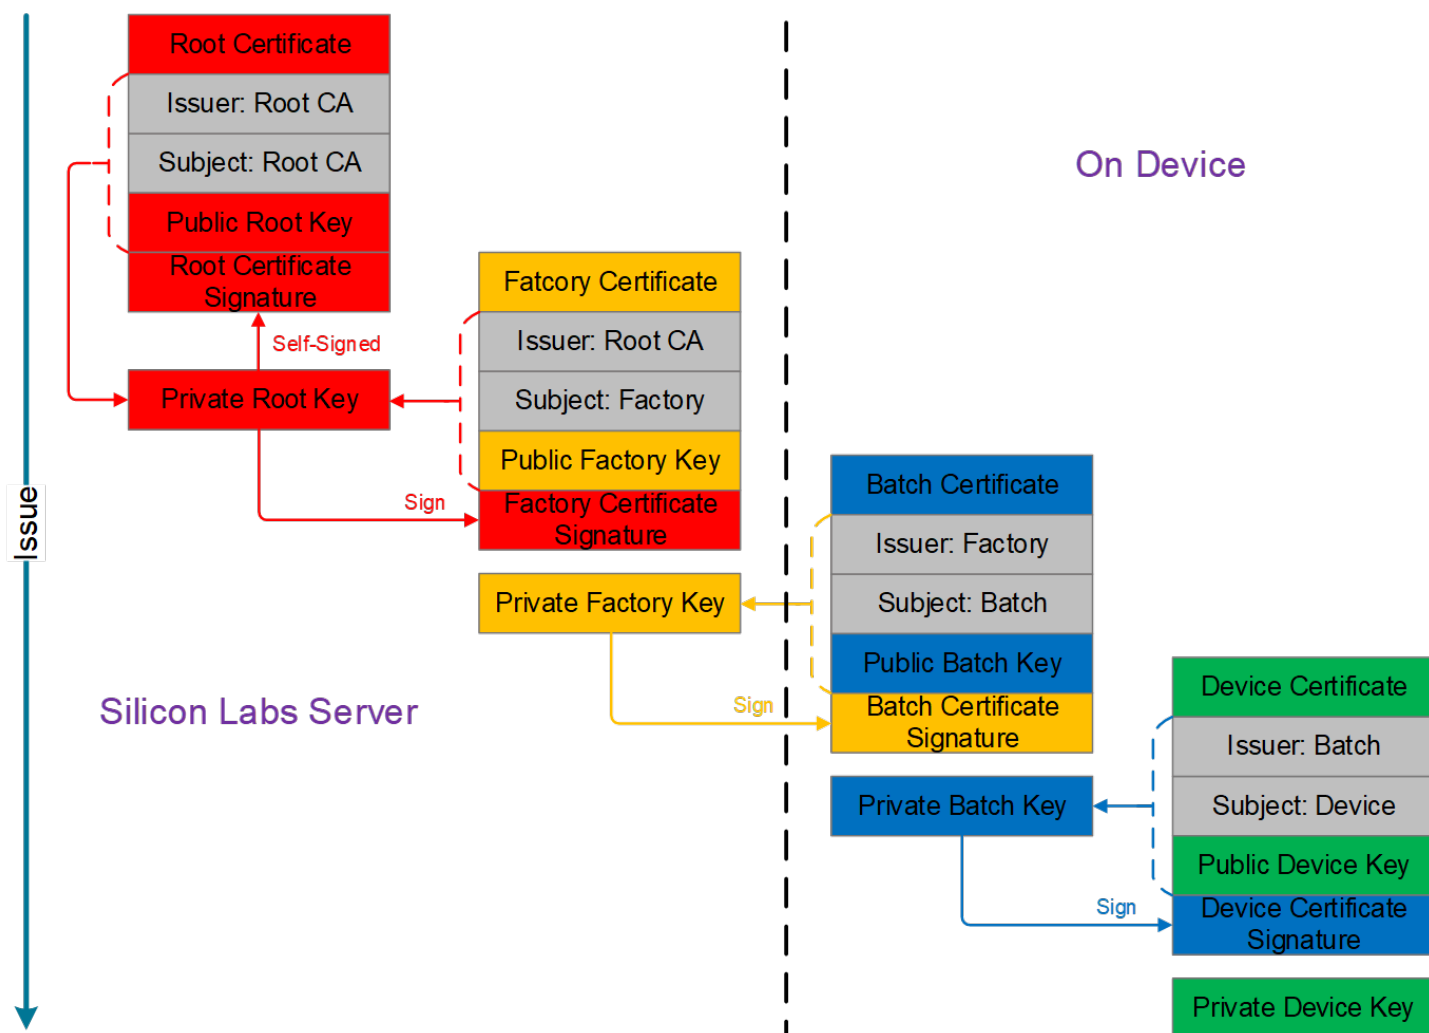 Root Certificate
Issuer: Root CA
Subject: Root CA
Public Root Key
Root Certificate
Signature
Self-Signed
Private Root Key
Sign
Fatcory Certificate
Issuer: Root CA
Subject: Factory
Public Factory Key
Factory Certificate
Signature
Private Factory Key
Sign
Issue
Silicon Labs Server
On Device
Batch Certificate
Issuer: Factory
Subject: Batch
Public Batch Key
Batch Certificate
Signature
Private Batch Key
Sign
Device Certificate
Issuer: Batch
Subject: Device
Public Device Key
Device Certificate
Signature
Private Device Key